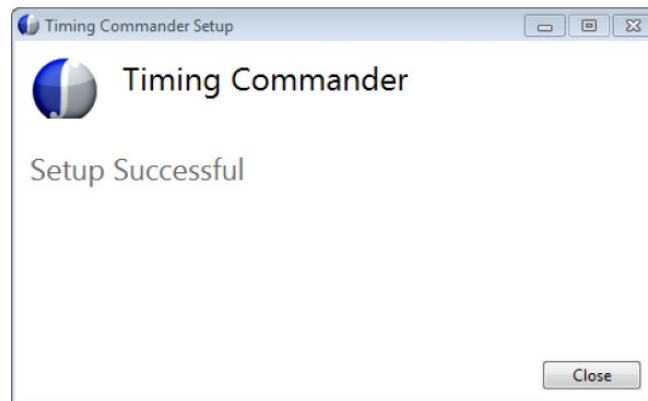 Timing Commander Setup
Timing Commander
Setup Successful
Close